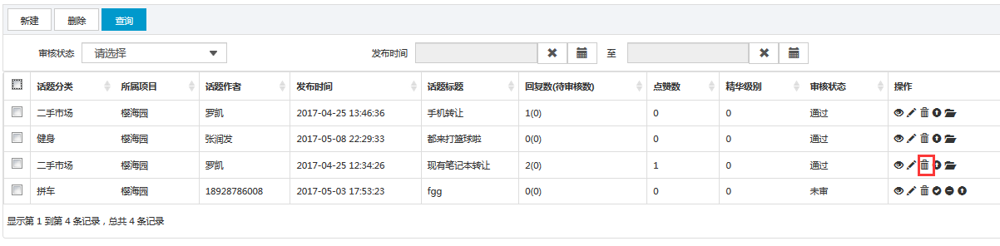 新建 删除 查询
审核状态 请选择 发布时间 至
话题分类 所属项目 话题作者 发布时间 话题标题 回复数(待审核数) 点赞数 精华级别 审核状态 操作
二手市场 樱海园 罗凯 2017-04-25 13:46:36 手机转让 1(0) 0 0 通过
健身 樱海园 张润发 2017-05-08 22:29:33 都来打篮球啦 0(0) 0 0 通过
二手市场 樱海园 罗凯 2017-04-25 12:34:26 现有笔记本转让 2(0) 1 0 通过
拼车 樱海园 18928786008 2017-05-03 17:53:23 fgg 0(0) 0 0 未审
显示第 1 到第 4 条记录，总共 4 条记录